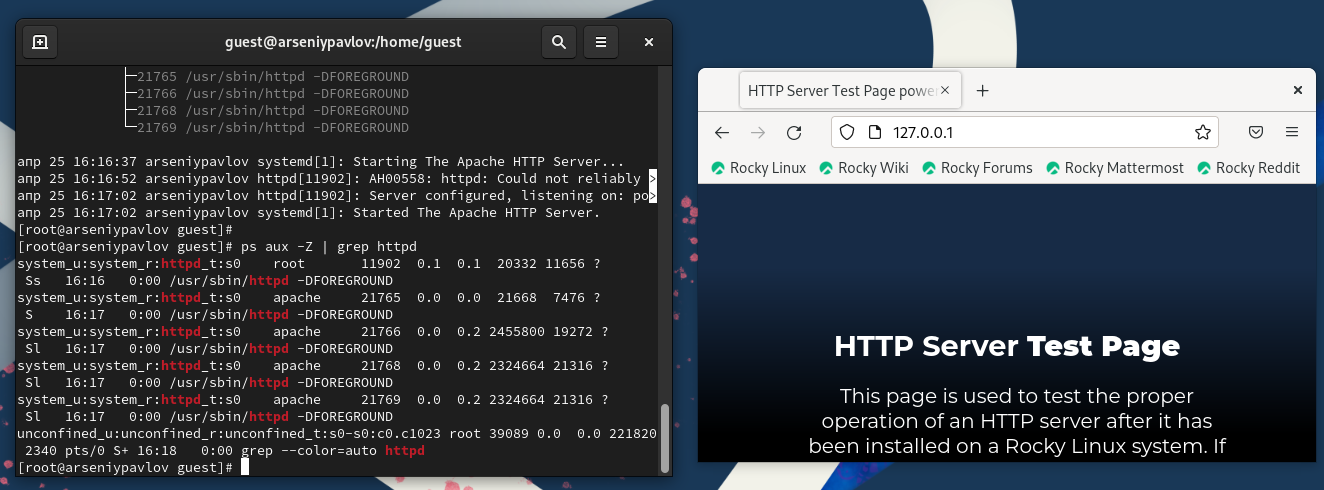 guest@arseniypavlov:/home/guest
21765 /usr/sbin/httpd -DFOREGROUND
21766 /usr/sbin/httpd -DFOREGROUND
21768 /usr/sbin/httpd -DFOREGROUND
21769 /usr/sbin/httpd -DFOREGROUND
апр 25 16:16:37 arseniypavlov systemd[1]: Starting The Apache HTTP Server...
апр 25 16:16:52 arseniypavlov httpd[11902]: AH00558: httpd: Could not reliably >
апр 25 16:17:02 arseniypavlov httpd[11902]: Server configured, listening on: po>
апр 25 16:17:02 arseniypavlov systemd[1]: Started The Apache HTTP Server.
[root@arseniypavlov guest]#
[root@arseniypavlov guest]# ps aux -Z | grep httpd
system_u:system_r:httpd_t:s0    root       11902  0.1  0.1  20332 11656 ?
 Ss   16:16   0:00 /usr/sbin/httpd -DFOREGROUND
system_u:system_r:httpd_t:s0    apache     21765  0.0  0.0  21668  7476 ?
 S    16:17   0:00 /usr/sbin/httpd -DFOREGROUND
system_u:system_r:httpd_t:s0    apache     21766  0.0  0.2 2455800 19272 ?
 Sl   16:17   0:00 /usr/sbin/httpd -DFOREGROUND
system_u:system_r:httpd_t:s0    apache     21768  0.0  0.2 2324664 21316 ?
 Sl   16:17   0:00 /usr/sbin/httpd -DFOREGROUND
system_u:system_r:httpd_t:s0    apache     21769  0.0  0.2 2324664 21316 ?
 Sl   16:17   0:00 /usr/sbin/httpd -DFOREGROUND
unconfined_u:unconfined_r:unconfined_t:s0-s0:c0.c1023 root 39089 0.0  0.0 221820
 2340 pts/0 S+ 16:18   0:00 grep --color=auto httpd
[root@arseniypavlov guest]#
HTTP Server Test Page powe
127.0.0.1
Rocky Linux Rocky Wiki Rocky Forums Rocky Mattermost Rocky Reddit
HTTP Server Test Page
This page is used to test the proper
operation of an HTTP server after it has
been installed on a Rocky Linux system. If